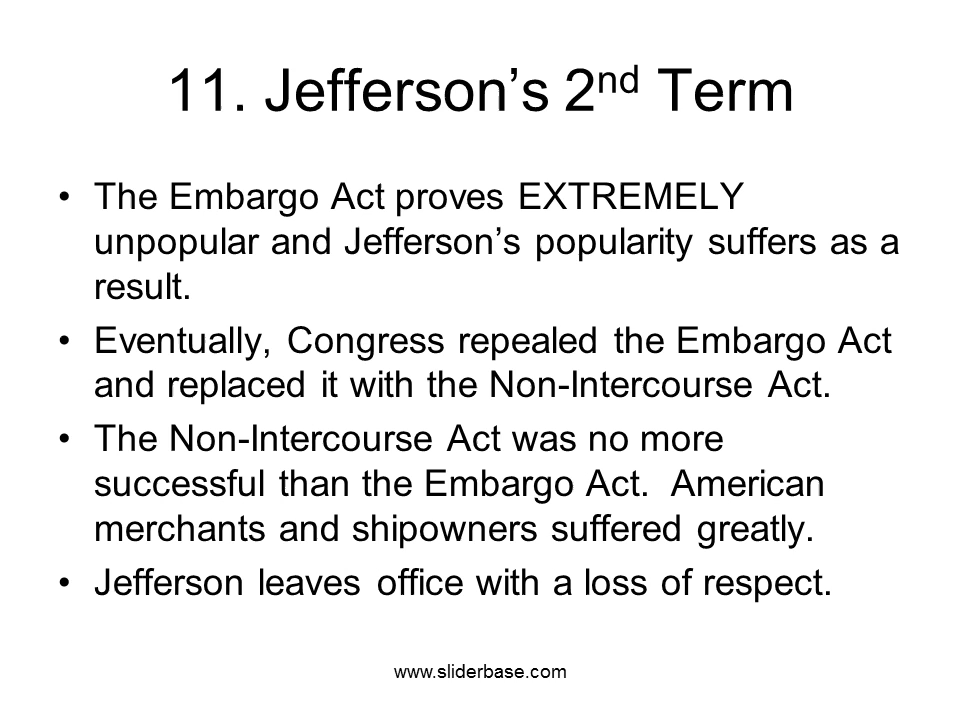 11. Jefferson’s 2nd Term
• The Embargo Act proves EXTREMELY
unpopular and Jefferson’s popularity suffers as a
result.
• Eventually, Congress repealed the Embargo Act
and replaced it with the Non-Intercourse Act.
• The Non-Intercourse Act was no more
successful than the Embargo Act.  American
merchants and shipowners suffered greatly.
• Jefferson leaves office with a loss of respect.
www.sliderbase.com